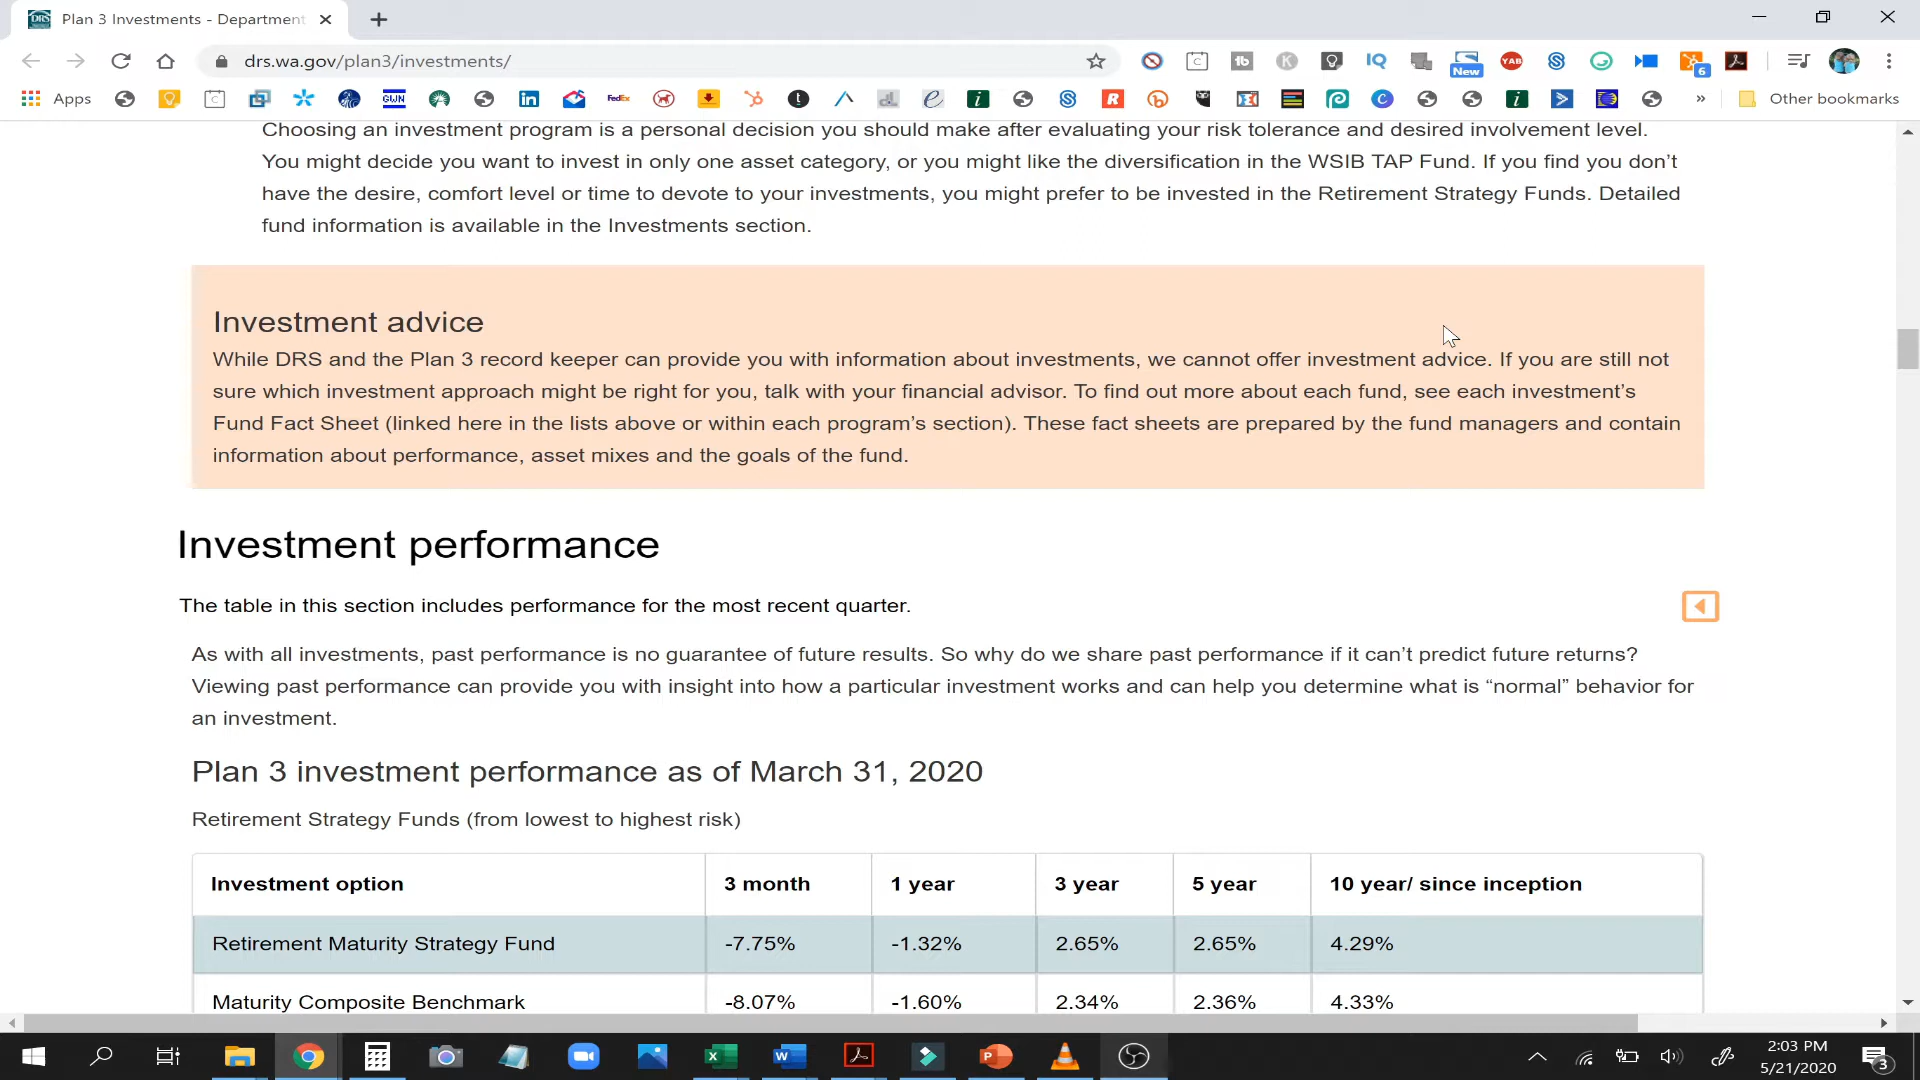 Plan 3 Investments - Department
drs.wa.gov/plan3/investments/
New
YAB
6
Apps
GWN
FedEx
Other bookmarks
Choosing an investment program is a personal decision you should make after evaluating your risk tolerance and desired involvement level.
You might decide you want to invest in only one asset category, or you might like the diversification in the WSIB TAP Fund. If you find you don’t
have the desire, comfort level or time to devote to your investments, you might prefer to be invested in the Retirement Strategy Funds. Detailed
fund information is available in the Investments section.
Investment advice
While DRS and the Plan 3 record keeper can provide you with information about investments, we cannot offer investment advice. If you are still not
sure which investment approach might be right for you, talk with your financial advisor. To find out more about each fund, see each investment’s
Fund Fact Sheet (linked here in the lists above or within each program’s section). These fact sheets are prepared by the fund managers and contain
information about performance, asset mixes and the goals of the fund.
Investment performance
The table in this section includes performance for the most recent quarter.
As with all investments, past performance is no guarantee of future results. So why do we share past performance if it can’t predict future returns?
Viewing past performance can provide you with insight into how a particular investment works and can help you determine what is “normal” behavior for
an investment.
Plan 3 investment performance as of March 31, 2020
Retirement Strategy Funds (from lowest to highest risk)
Investment option 3 month 1 year 3 year 5 year 10 year/ since inception
Retirement Maturity Strategy Fund -7.75% -1.32% 2.65% 2.65% 4.29%
Maturity Composite Benchmark -8.07% -1.60% 2.34% 2.36% 4.33%
2:03 PM
5/21/2020
3